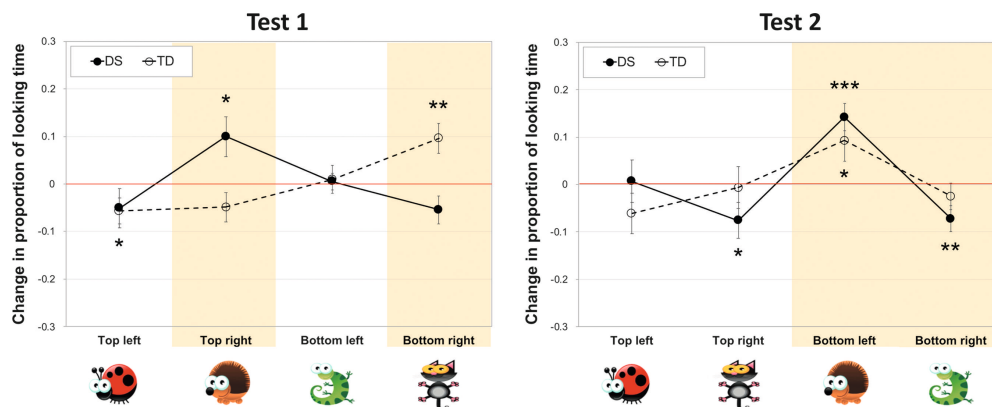 Test 1
Change in proportion of looking time
0.3
0.2
0.1
0
-0.1
-0.2
-0.3
DS TD
*
*
**
Top left Top right Bottom left Bottom right
Test 2
Change in proportion of looking time
0.3
0.2
0.1
0
-0.1
-0.2
-0.3
DS TD
***
*
*
**
Top left Top right Bottom left Bottom right